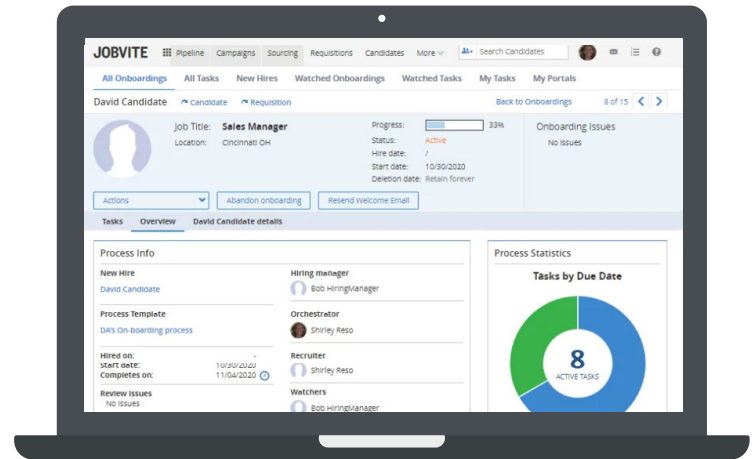 JOBVITE Pipeline Campaigns Sourcing Requisitions Candidates More Search Candidates
All Onboardings All Tasks New Hires Watched Onboardings Watched Tasks My Tasks My Portals
David Candidate Candidate Requisition Back to Onboardings 8 of 15
Job Title: Sales Manager
Location: Cincinnati OH
Progress: 33%
Status: Active
Hire date: /
Start date: 10/30/2020
Deletion date: Retain forever
Onboarding Issues
No Issues
Actions Abandon onboarding Resend Welcome Email
Tasks Overview David Candidate details
Process Info
New Hire
David Candidate
Process Template
DA's On-boarding process
Hired on: -
Start date: 10/30/2020
Completes on: 11/04/2020
Review Issues
No Issues
Hiring manager
Bob HiringManager
Orchestrator
Shirley Reso
Recruiter
Shirley Reso
Watchers
Bob HiringManager
Process Statistics
Tasks by Due Date
8
ACTIVE TASKS